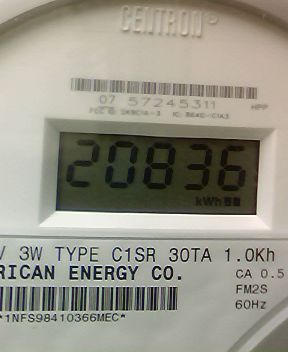 CENTRON®
07 57245311
HPP
20836
kWh
V 3W TYPE C1SR 30TA 1.0Kh
RICAN ENERGY CO.
CA 0.5
FM2S
60Hz
*1NFS98410366MEC*